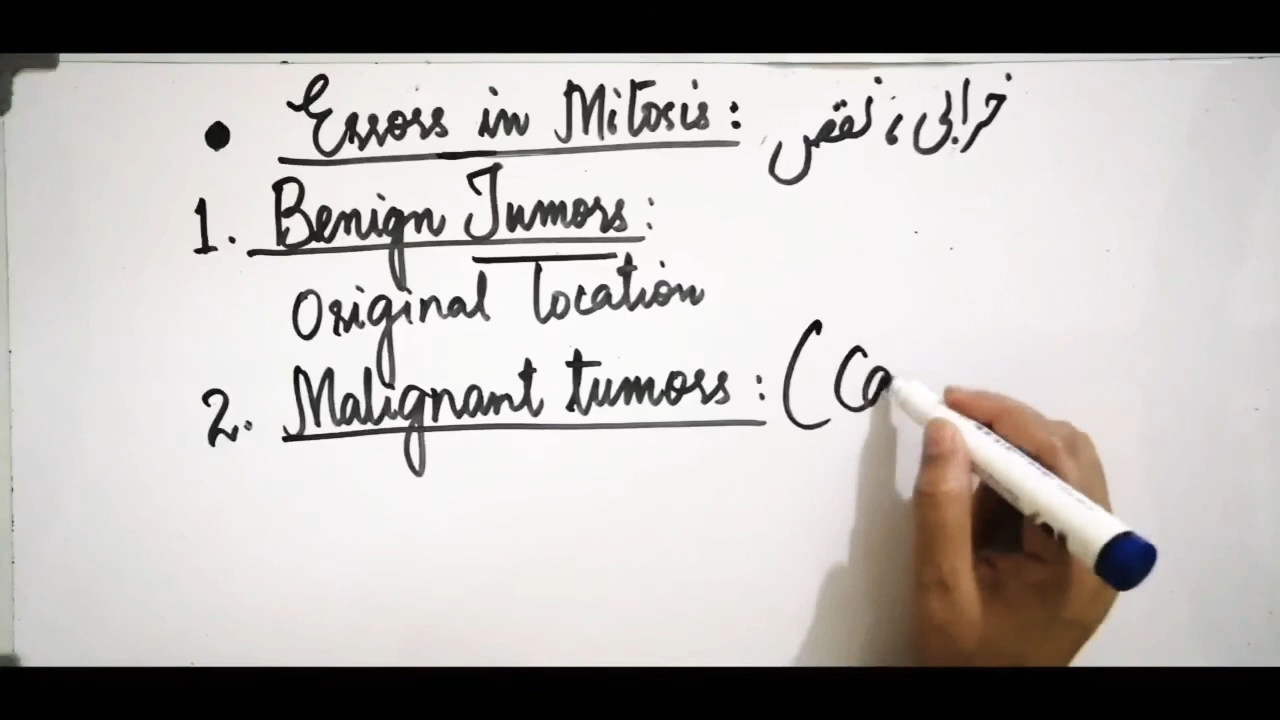 • Errors in Mitosis: خرابی، نقص
1. Benign Tumors:
Original location
2. Malignant tumors: (Ca